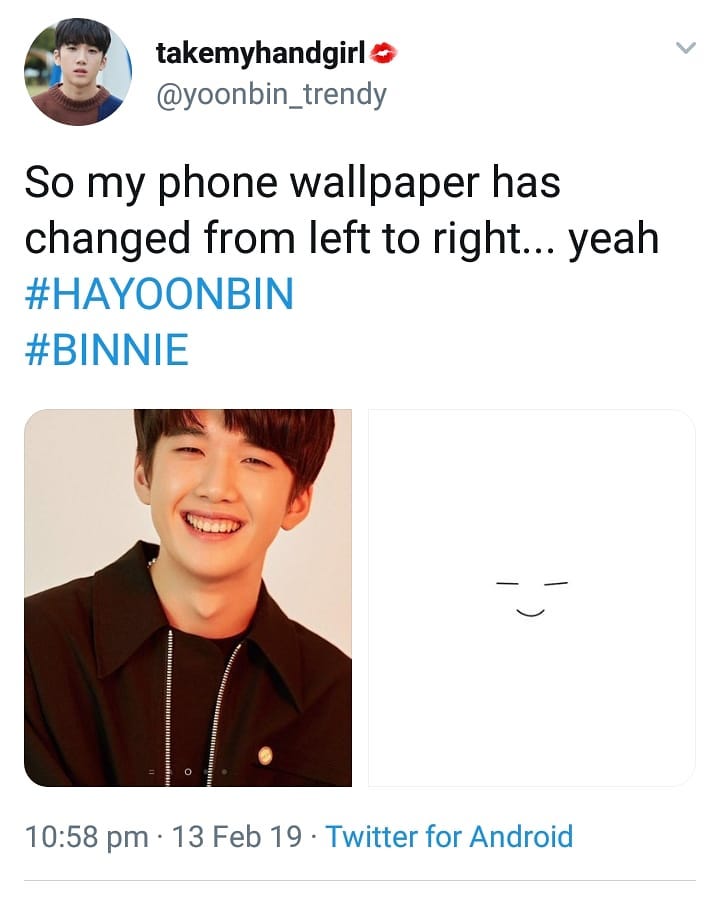 takemyhandgirl💋
@yoonbin_trendy
So my phone wallpaper has
changed from left to right... yeah
#HAYOONBIN
#BINNIE
10:58 pm · 13 Feb 19 · Twitter for Android